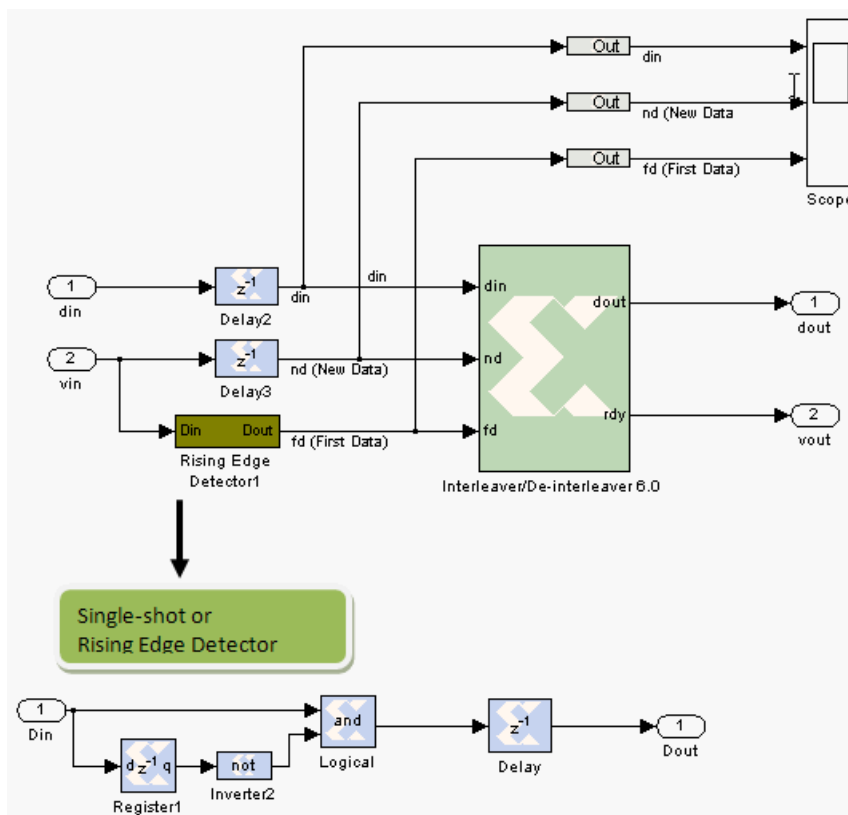 Out
din
Out
nd (New Data
Out
fd (First Data)
Scope
1
din
z-1
Delay2
din
din
din
dout
1
dout
2
vin
z-1
Delay3
nd (New Data)
nd
Din Dout
Rising Edge
Detector1
fd (First Data)
fd
rdy
2
vout
Interleaver/De-interleaver 6.0
Single-shot or
Rising Edge Detector
1
Din
d z-1 q
Register1
not
Inverter2
and
Logical
z-1
Delay
1
Dout